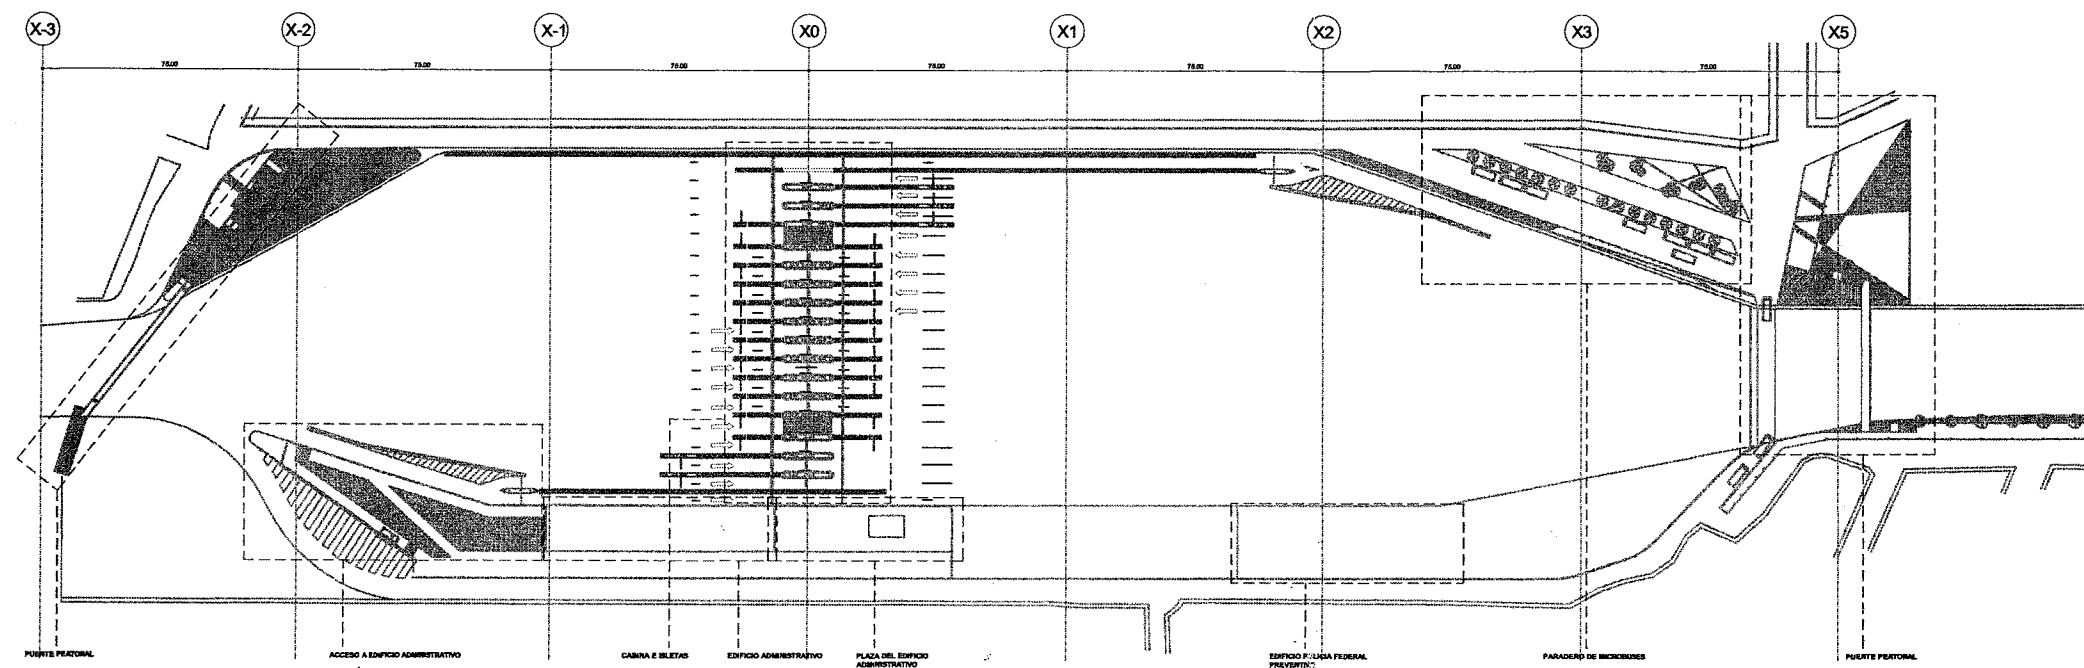 X-3 X-2 X-1 X0 X1 X2 X3 X5
75.00 75.00 75.00 75.00 75.00 75.00 75.00
PUENTE PEATONAL
ACCESO A EDIFICIO ADMINISTRATIVO
CABINA E ISLETAS
EDIFICIO ADMINISTRATIVO
PLAZA DEL EDIFICIO
ADMINISTRATIVO
EDIFICIO POLICIA FEDERAL
PREVENTIVA
PARADERO DE MICROBUSES
PUENTE PEATONAL